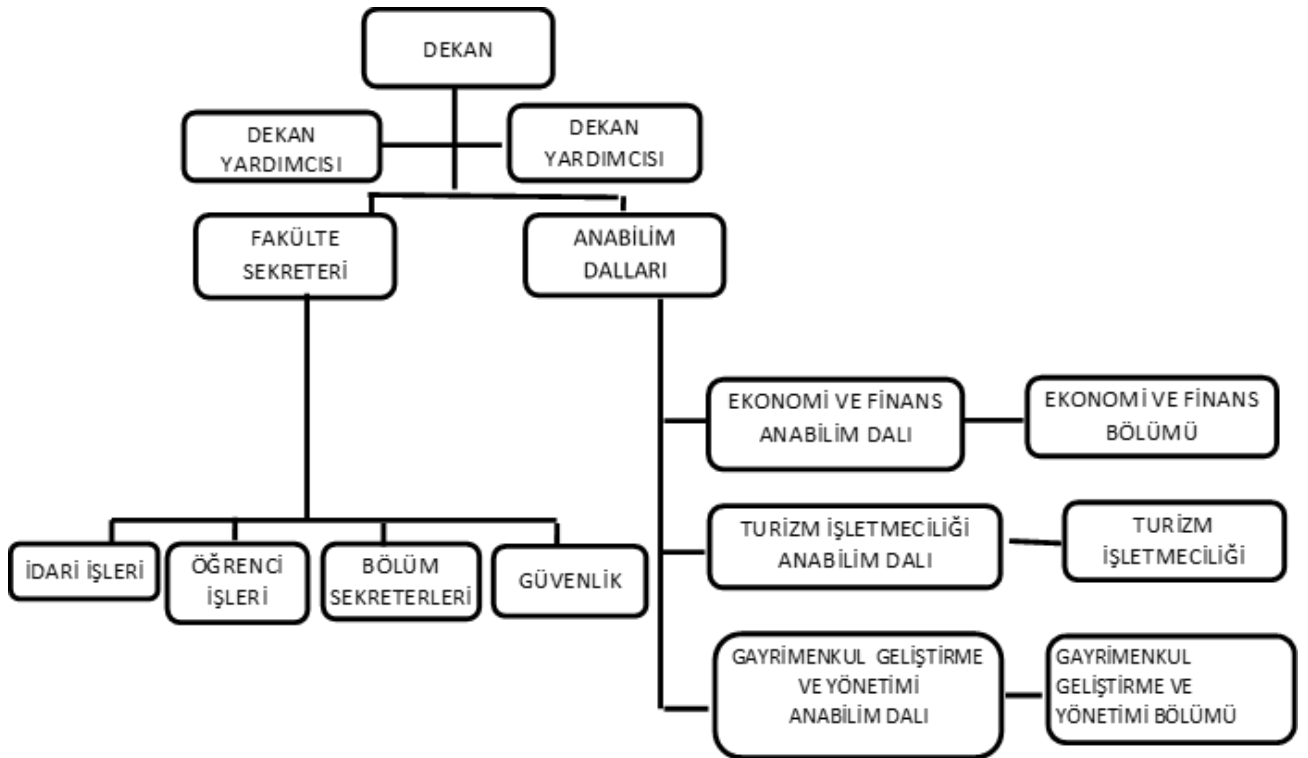 DEKAN
DEKAN
YARDIMCISI
DEKAN
YARDIMCISI
FAKÜLTE
SEKRETERİ
ANABİLİM
DALLARI
EKONOMİ VE FİNANS
ANABİLİM DALI
EKONOMİ VE FİNANS
BÖLÜMÜ
TURİZM İŞLETMECİLİĞİ
ANABİLİM DALI
TURİZM
İŞLETMECİLİĞİ
İDARİ İŞLERİ
ÖĞRENCİ
İŞLERİ
BÖLÜM
SEKRETERLERİ
GÜVENLİK
GAYRİMENKUL GELİŞTİRME
VE YÖNETİMİ
ANABİLİM DALI
GAYRİMENKUL
GELİŞTİRME VE
YÖNETİMİ BÖLÜMÜ